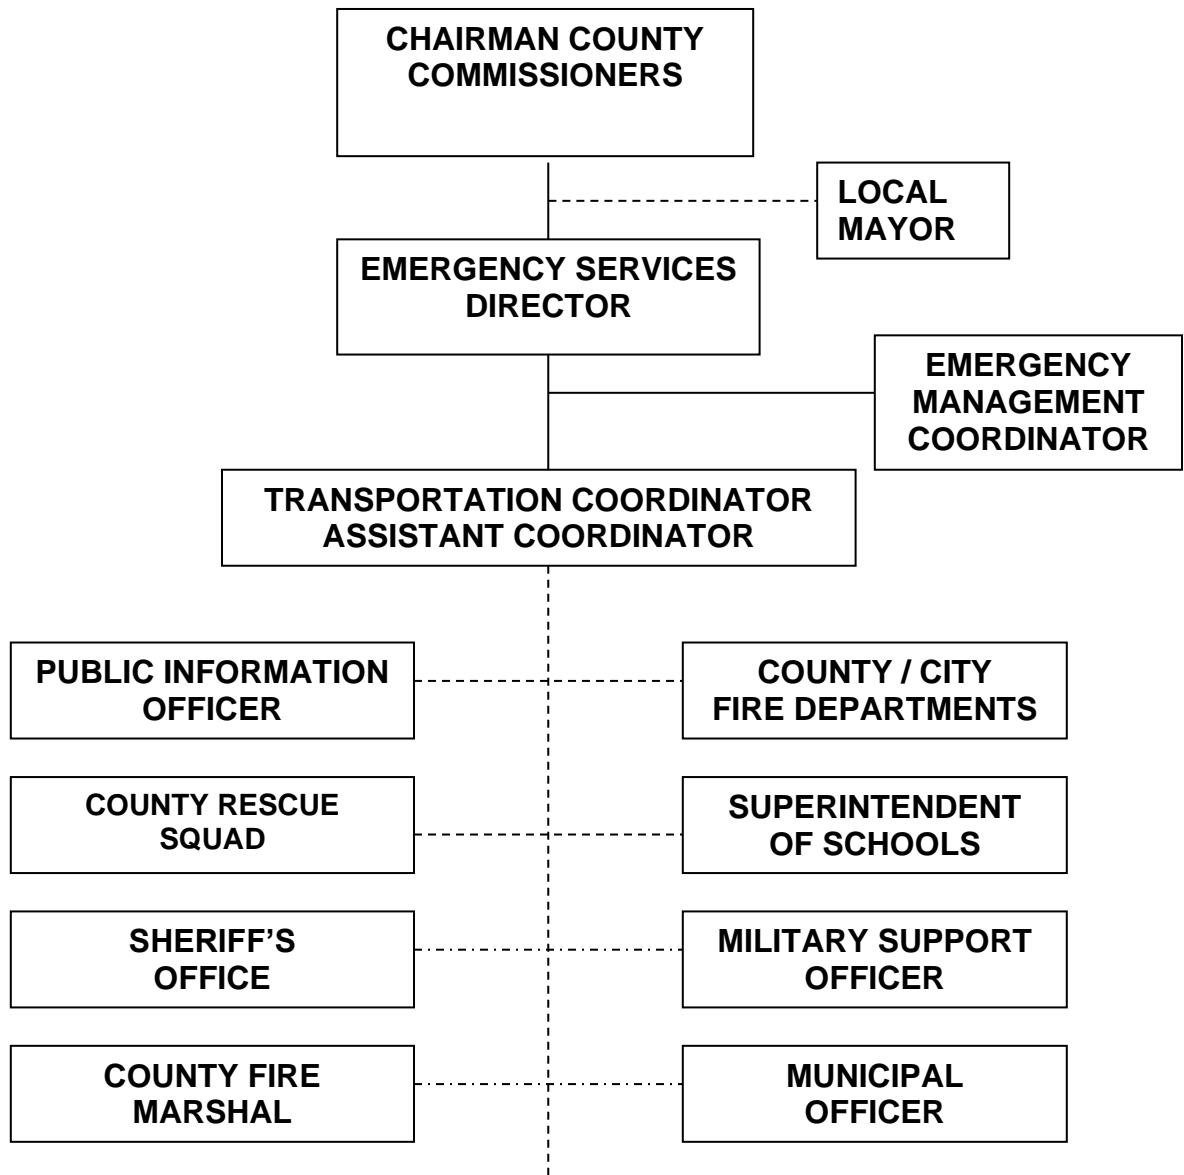 CHAIRMAN COUNTY
COMMISSIONERS
LOCAL
MAYOR
EMERGENCY SERVICES
DIRECTOR
EMERGENCY
MANAGEMENT
COORDINATOR
TRANSPORTATION COORDINATOR
ASSISTANT COORDINATOR
PUBLIC INFORMATION
OFFICER
COUNTY / CITY
FIRE DEPARTMENTS
COUNTY RESCUE
SQUAD
SUPERINTENDENT
OF SCHOOLS
SHERIFF’S
OFFICE
MILITARY SUPPORT
OFFICER
COUNTY FIRE
MARSHAL
MUNICIPAL
OFFICER